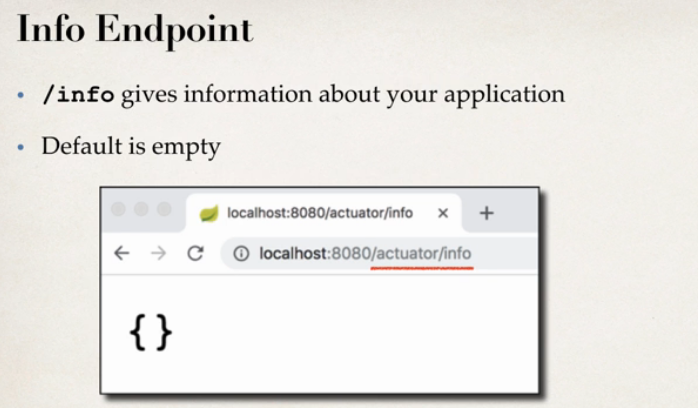 Info Endpoint
• /info gives information about your application
• Default is empty
localhost:8080/actuator/info
localhost:8080/actuator/info
{}